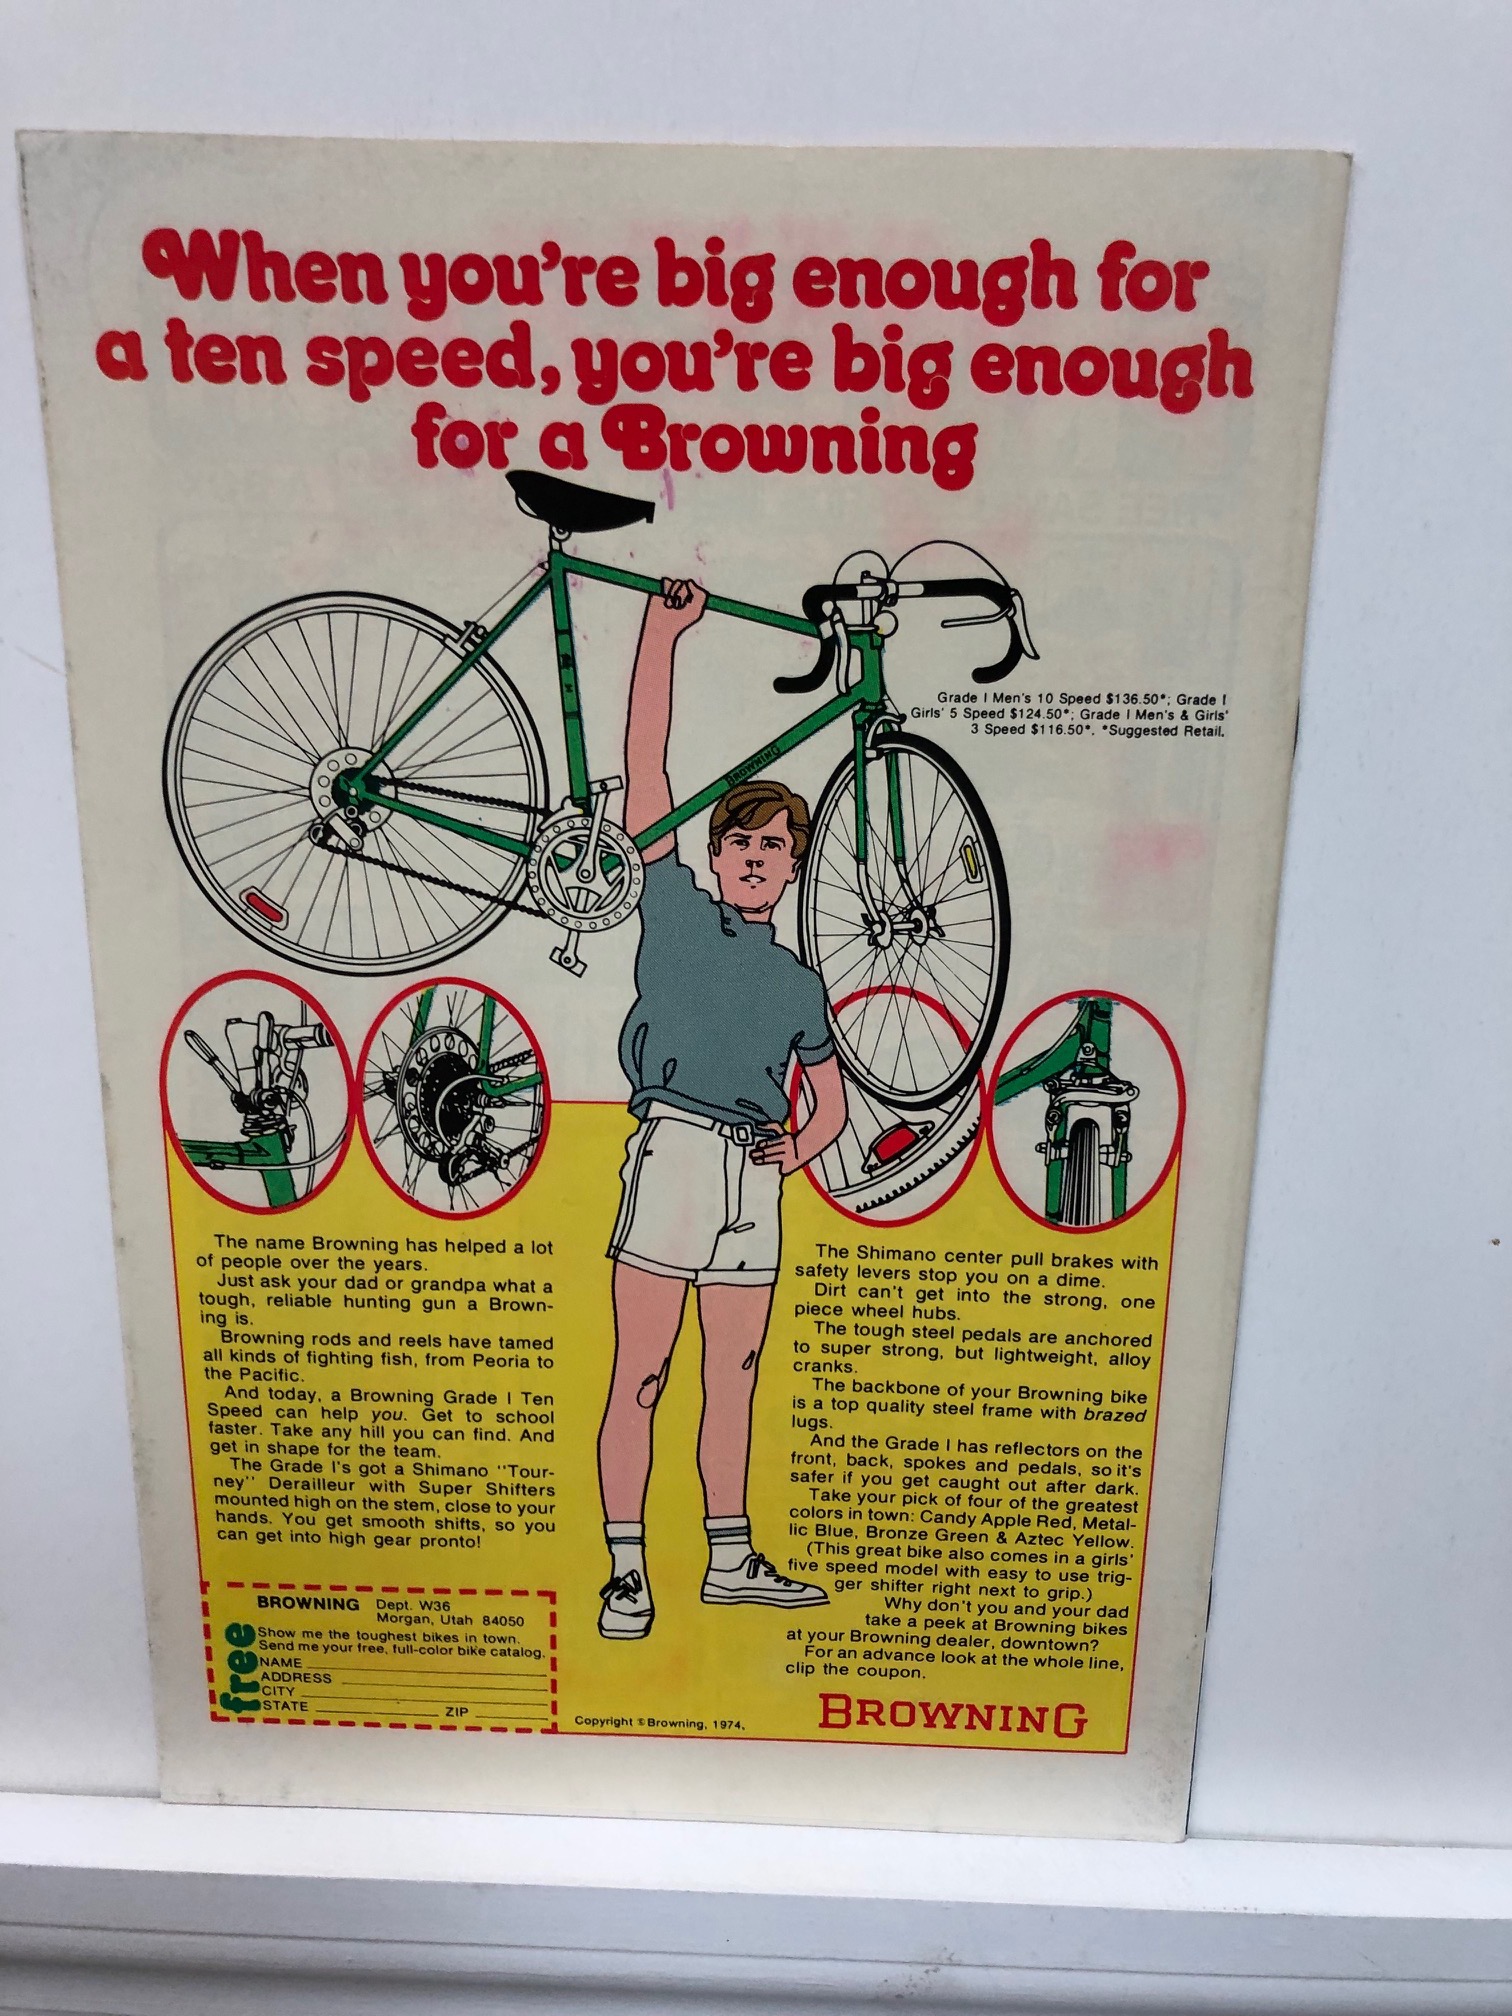 When you're big enough for
a ten speed, you're big enough
for a Browning
BROWNING
Grade I Men's 10 Speed $136.50*; Grade I
Girls' 5 Speed $124.50*; Grade I Men's & Girls'
3 Speed $116.50*. *Suggested Retail.
The name Browning has helped a lot
of people over the years.
Just ask your dad or grandpa what a
tough, reliable hunting gun a Brown-
ing is.
Browning rods and reels have tamed
all kinds of fighting fish, from Peoria to
the Pacific.
And today, a Browning Grade I Ten
Speed can help you. Get to school
faster. Take any hill you can find. And
get in shape for the team.
The Grade I's got a Shimano "Tour-
ney" Derailleur with Super Shifters
mounted high on the stem, close to your
hands. You get smooth shifts, so you
can get into high gear pronto!
The Shimano center pull brakes with
safety levers stop you on a dime.
Dirt can't get into the strong, one
piece wheel hubs.
The tough steel pedals are anchored
to super strong, but lightweight, alloy
cranks.
The backbone of your Browning bike
is a top quality steel frame with brazed
lugs.
And the Grade I has reflectors on the
front, back, spokes and pedals, so it's
safer if you get caught out after dark.
Take your pick of four of the greatest
colors in town: Candy Apple Red, Metal-
lic Blue, Bronze Green & Aztec Yellow.
(This great bike also comes in a girls'
five speed model with easy to use trig-
ger shifter right next to grip.)
Why don't you and your dad
take a peek at Browning bikes
at your Browning dealer, downtown?
For an advance look at the whole line,
clip the coupon.
BROWNING Dept. W36
Morgan, Utah 84050
free
Show me the toughest bikes in town.
Send me your free, full-color bike catalog.
NAME
ADDRESS
CITY
STATE ZIP
Copyright © Browning, 1974,
BROWNING